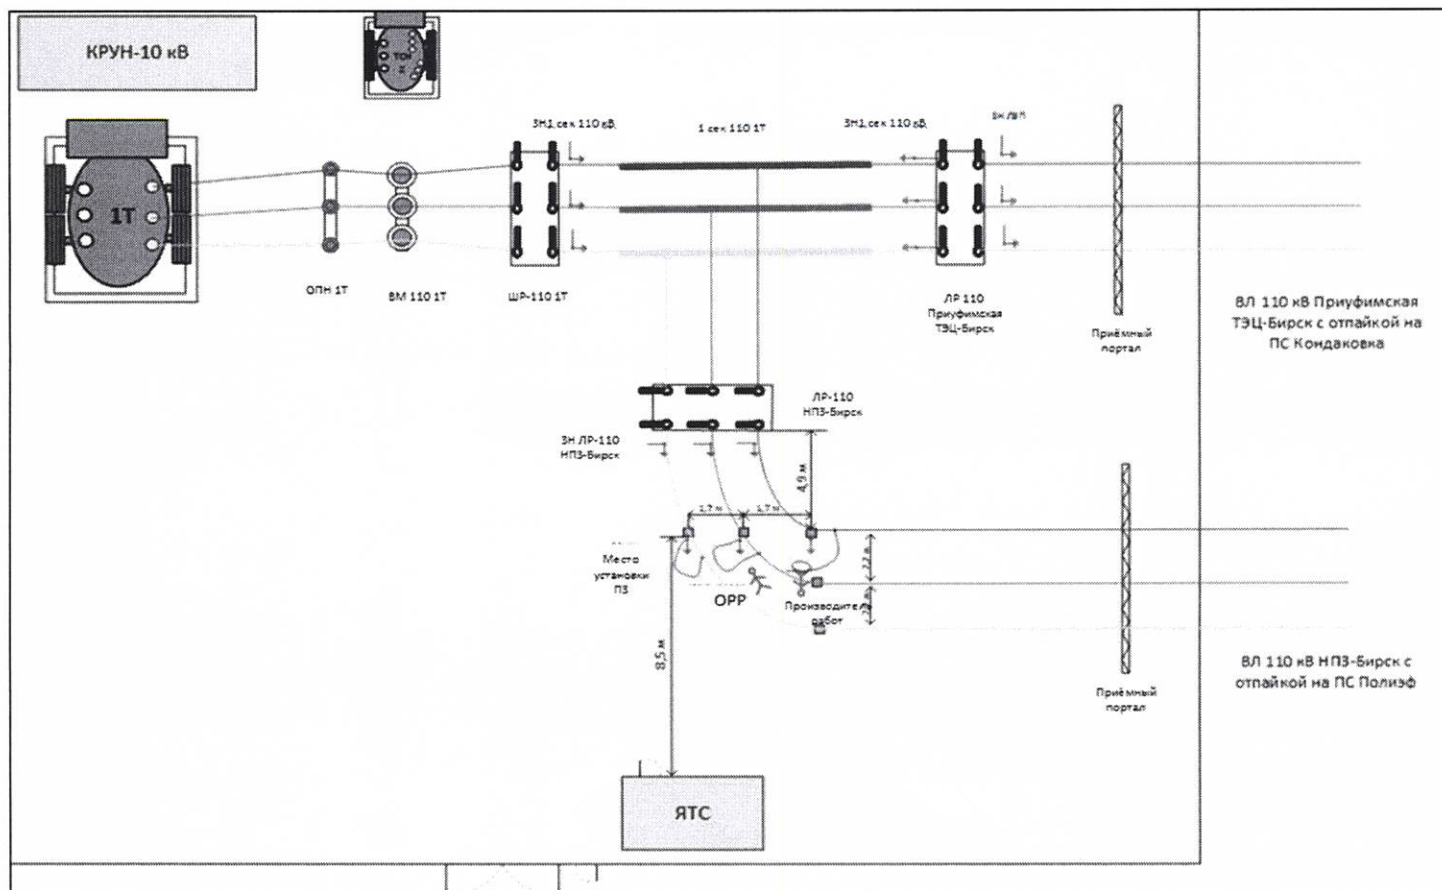 КРУН-10 кВ
1Т
ЗН1 сек 110 кВ,
1 сек 110 1Т
ЗН1 сек 110 кВ,
ОПН 1Т
ВМ 110 1Т
ШР-110 1Т
ЛР 110
Приуфимская
ТЭЦ-Бирск
Приёмный
портал
ВЛ 110 кВ Приуфимская
ТЭЦ-Бирск с отпайкой на
ПС Кондаковка
ЛР-110
НПЗ-Бирск
ЗН ЛР-110
НПЗ-Бирск
4,9 м
1,7 м
1,7 м
Место
установки
ПЗ
ОРР
Производитель
работ
8,5 м
Приёмный
портал
ВЛ 110 кВ НПЗ-Бирск с
отпайкой на ПС Полиэф
ЯТС